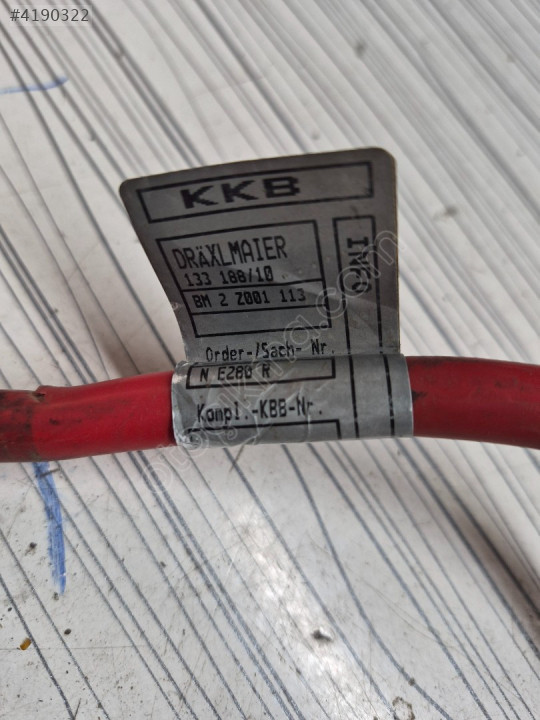 #4190322
KKB
DRÄXLMAIER
133 188/10
BM 2 Z001 113
Order-/Sach- Nr.
N E280 R
Kompl.-KBB-Nr.